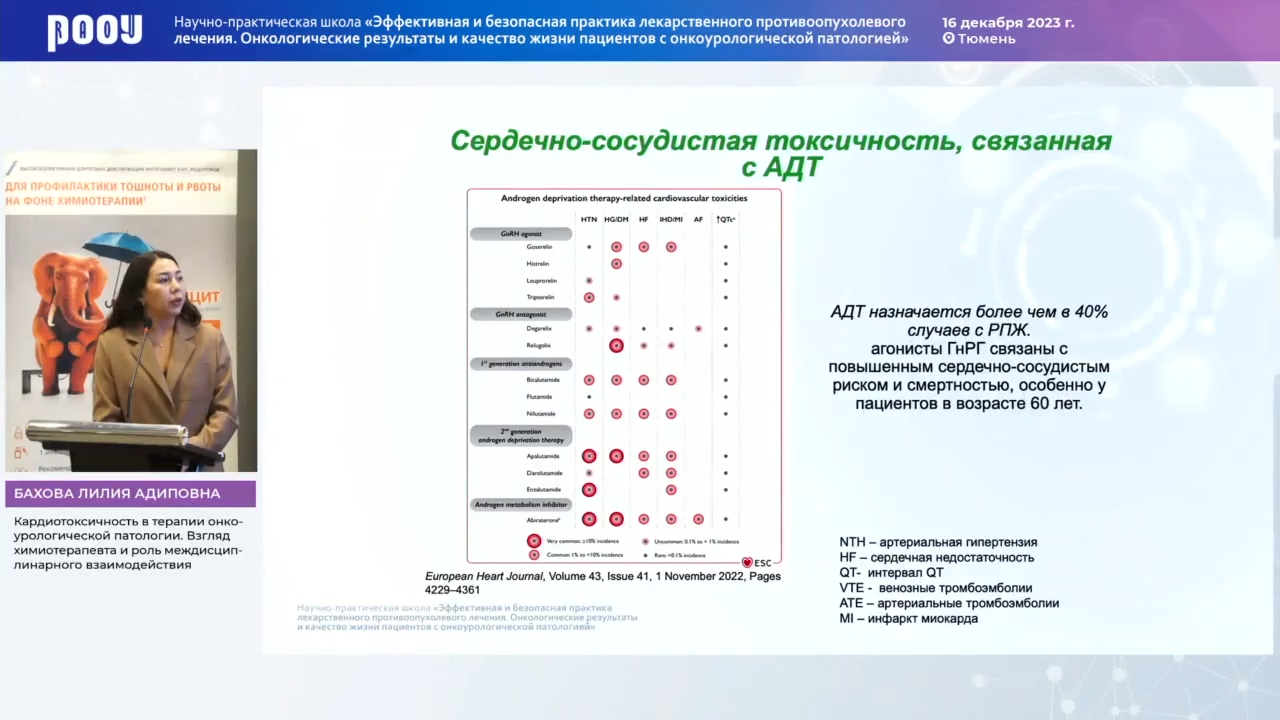 РООУ
Научно-практическая школа «Эффективная и безопасная практика лекарственного противоопухолевого
лечения. Онкологические результаты и качество жизни пациентов с онкоурологической патологией»
16 декабря 2023 г.
Тюмень
ДЛЯ ПРОФИЛАКТИКИ ТОШНОТЫ И РВОТЫ
НА ФОНЕ ХИМИОТЕРАПИИ¹
ЦИТ
БАХОВА ЛИЛИЯ АДИПОВНА
Кардиотоксичность в терапии онко-
урологической патологии. Взгляд
химиотерапевта и роль междисцип-
линарного взаимодействия
Сердечно-сосудистая токсичность, связанная
с АДТ
Androgen deprivation therapy-related cardiovascular toxicities
HTN HG/DM HF IHD/MI AF ↑QTcᵃ
GnRH agonist
Goserelin
Histrelin
Leuprorelin
Triptorelin
GnRH antagonist
Degarelix
Relugolix
1st generation antiandrogens
Bicalutamide
Flutamide
Nilutamide
2nd generation
androgen deprivation therapy
Apalutamide
Darolutamide
Enzalutamide
Androgen metabolism inhibitor
Abirateroneᵇ
Very common: ≥10% incidence Uncommon: 0.1% to < 1% incidence
Common: 1% to <10% incidence Rare: <0.1% incidence
ESC
European Heart Journal, Volume 43, Issue 41, 1 November 2022, Pages
4229–4361
АДТ назначается более чем в 40%
случаев с РПЖ.
агонисты ГнРГ связаны с
повышенным сердечно-сосудистым
риском и смертностью, особенно у
пациентов в возрасте 60 лет.
NTH – артериальная гипертензия
HF – сердечная недостаточность
QT- интервал QT
VTE - венозные тромбоэмболии
ATE – артериальные тромбоэмболии
MI – инфаркт миокарда
Научно-практическая школа «Эффективная и безопасная практика
лекарственного противоопухолевого лечения. Онкологические результаты
и качество жизни пациентов с онкоурологической патологией»